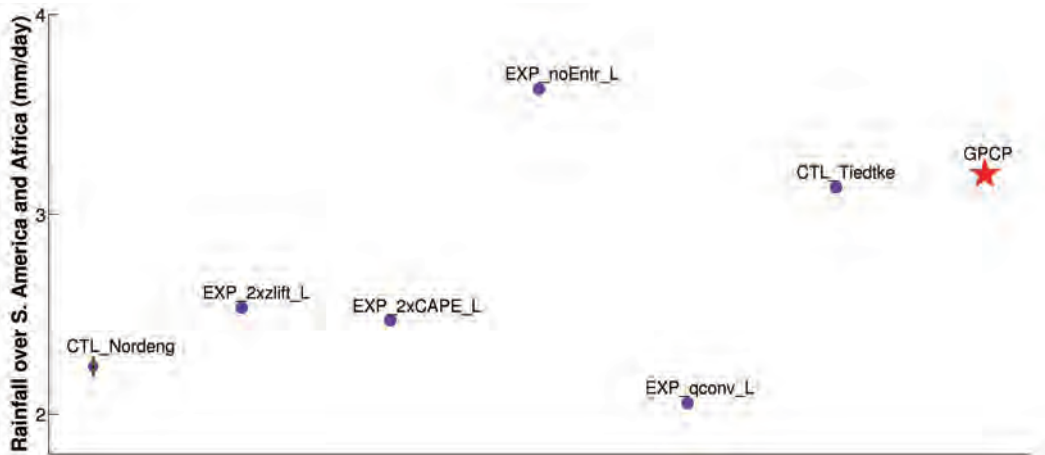 Rainfall over S. America and Africa (mm/day)
4
3
2
EXP_noEntr_L
GPCP
CTL_Tiedtke
EXP_2xzlift_L
EXP_2xCAPE_L
CTL_Nordeng
EXP_qconv_L